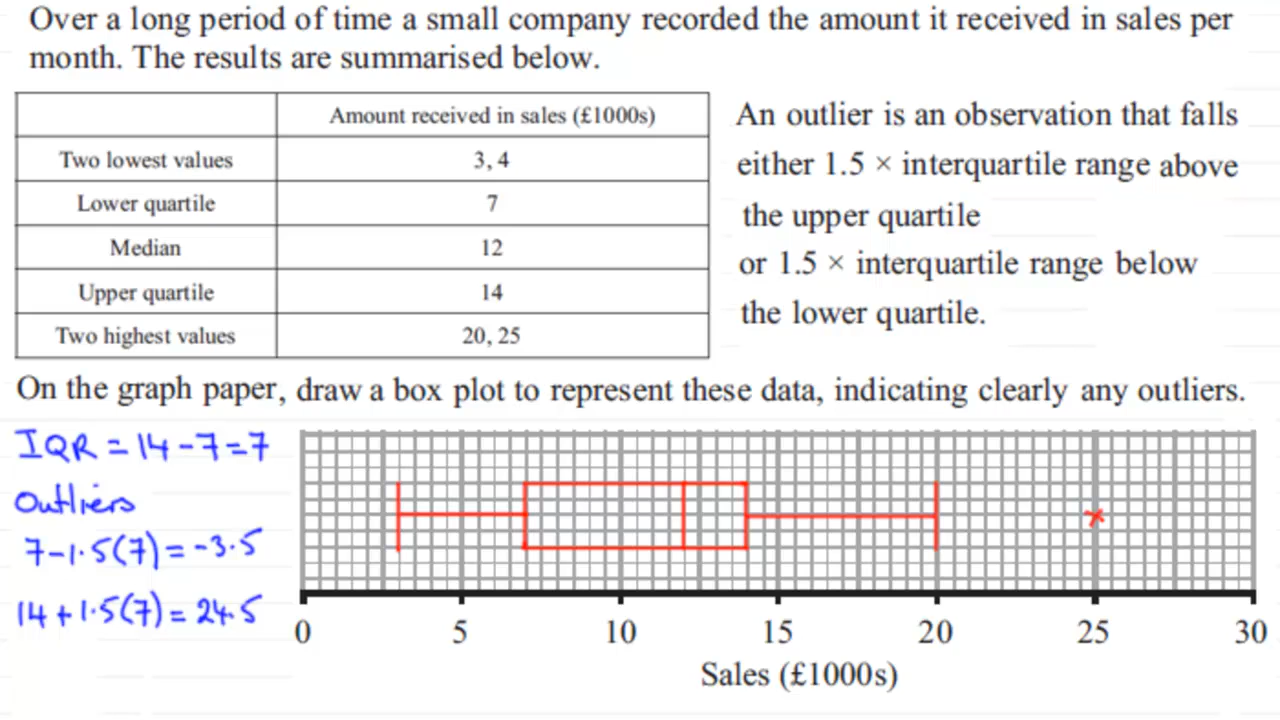 Over a long period of time a small company recorded the amount it received in sales per
month. The results are summarised below.
Amount received in sales (£1000s)
Two lowest values 3, 4
Lower quartile 7
Median 12
Upper quartile 14
Two highest values 20, 25
An outlier is an observation that falls
either 1.5 × interquartile range above
the upper quartile
or 1.5 × interquartile range below
the lower quartile.
On the graph paper, draw a box plot to represent these data, indicating clearly any outliers.
IQR = 14 - 7 = 7
Outliers
7 - 1.5(7) = -3.5
14 + 1.5(7) = 24.5
0 5 10 15 20 25 30
Sales (£1000s)